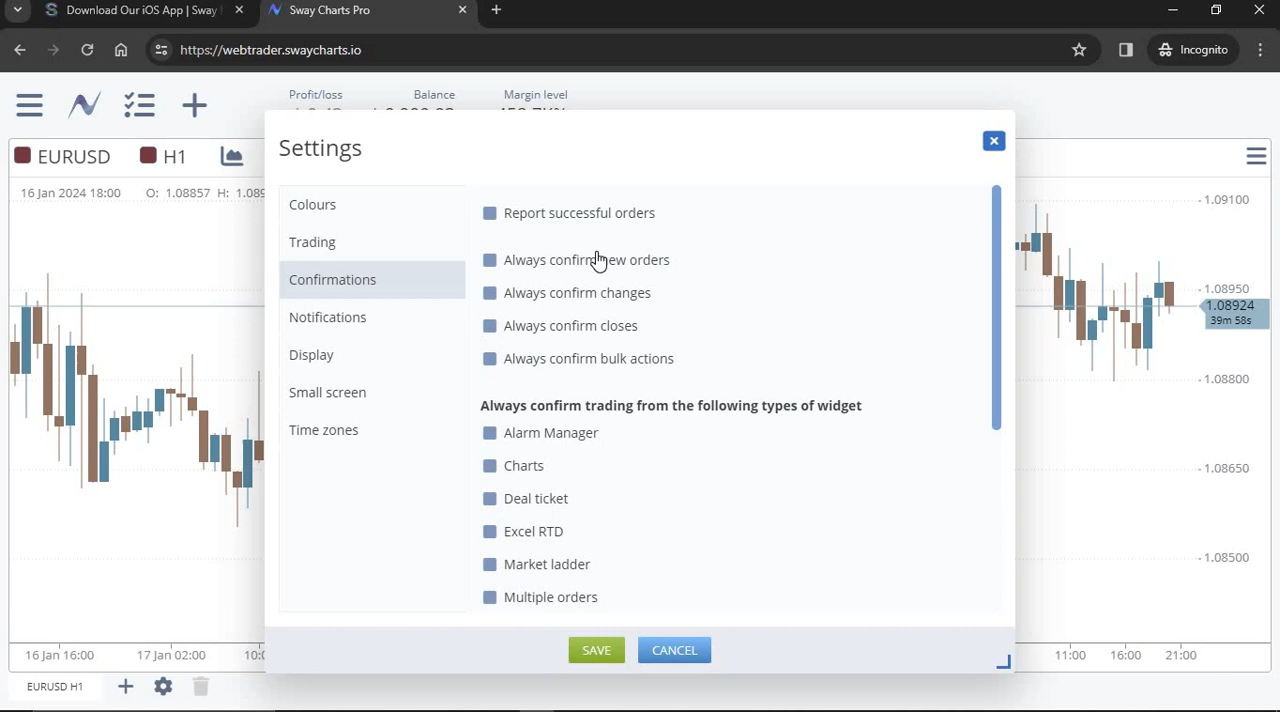 Download Our iOS App | Sway
Sway Charts Pro
https://webtrader.swaycharts.io
Incognito
Profit/loss Balance Margin level
EURUSD H1
16 Jan 2024 18:00 O: 1.08857 H: 1.089
Settings
Colours
Trading
Confirmations
Notifications
Display
Small screen
Time zones
Report successful orders
Always confirm new orders
Always confirm changes
Always confirm closes
Always confirm bulk actions
Always confirm trading from the following types of widget
Alarm Manager
Charts
Deal ticket
Excel RTD
Market ladder
Multiple orders
SAVE CANCEL
1.09100
1.08950
1.08924
39m 58s
1.08800
1.08650
1.08500
16 Jan 16:00 17 Jan 02:00 10:0 11:00 16:00 21:00
EURUSD H1